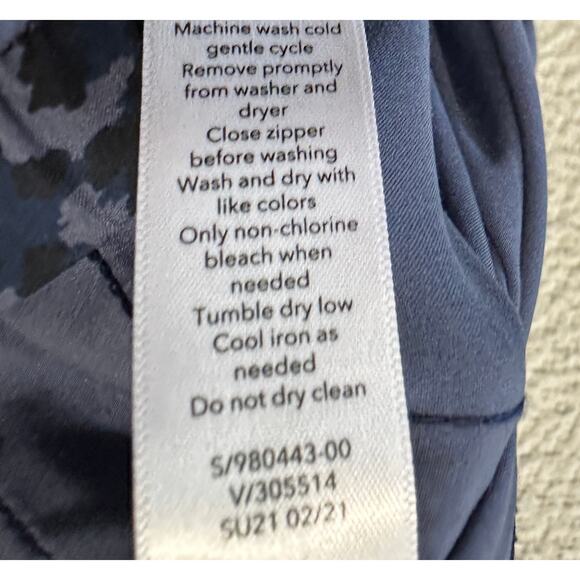 Machine wash cold
gentle cycle
Remove promptly
from washer and
dryer
Close zipper
before washing
Wash and dry with
like colors
Only non-chlorine
bleach when
needed
Tumble dry low
Cool iron as
needed
Do not dry clean
S/980443-00
V/305514
SU21 02/21